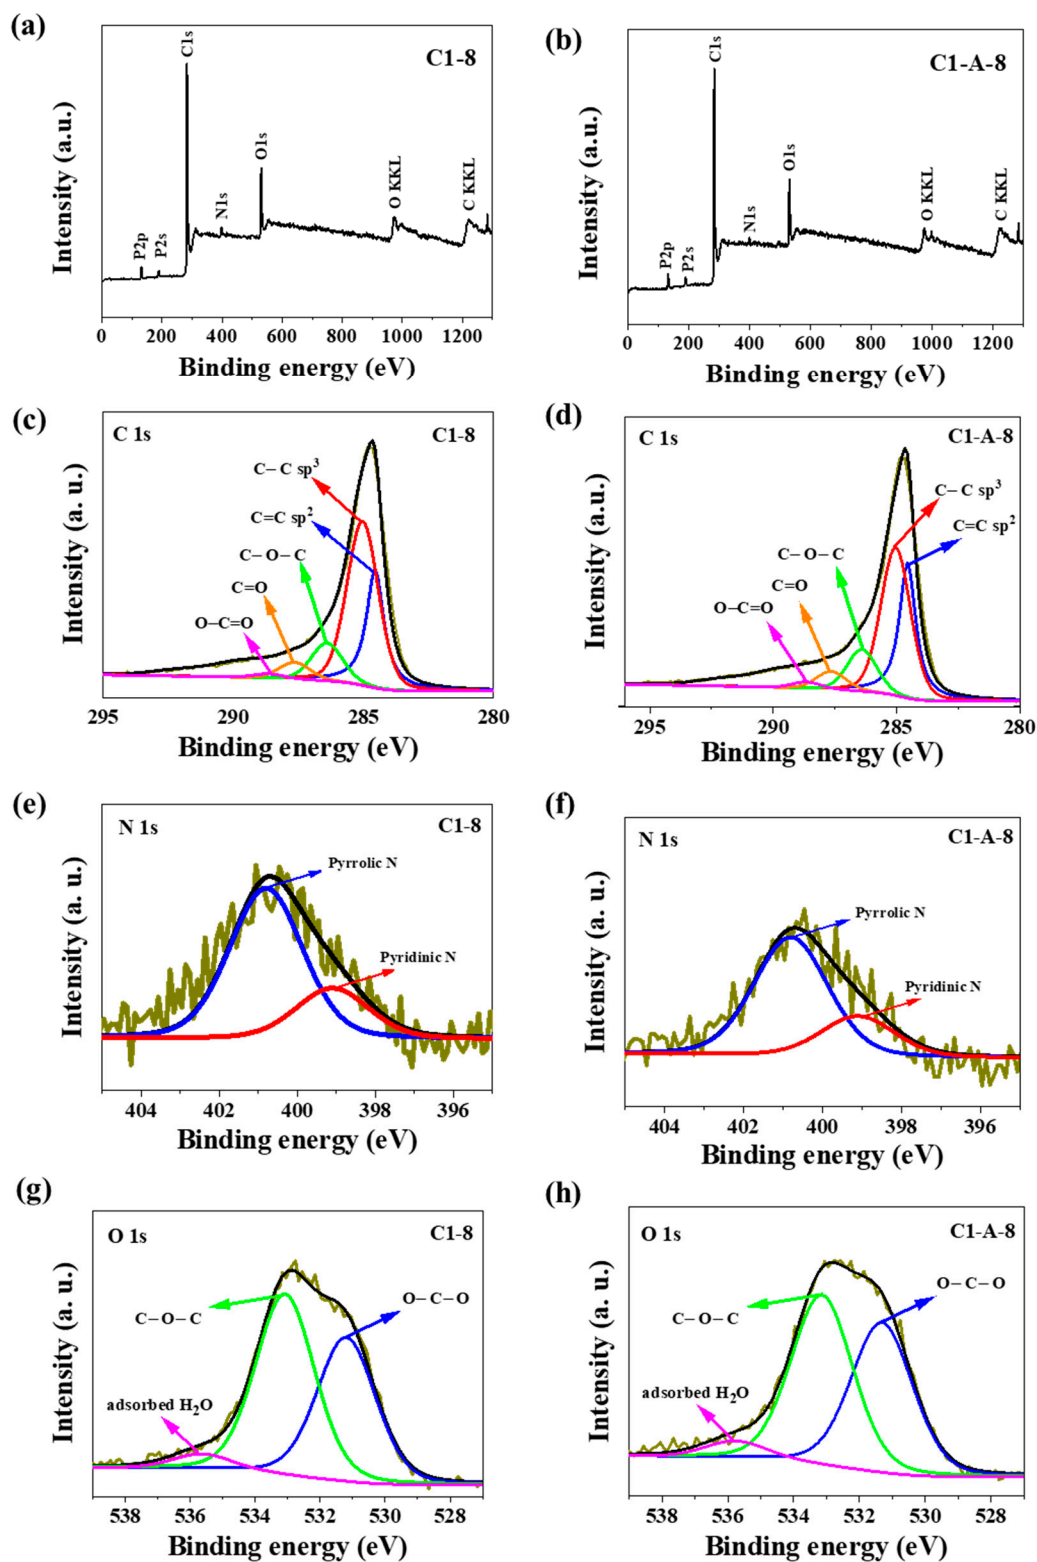 (a)
C1-8
C1s
O1s
N1s
P2p
P2s
O KKL
C KKL
Intensity (a.u.)
0 200 400 600 800 1000 1200
Binding energy (eV)
(b)
C1-A-8
C1s
O1s
N1s
P2p
P2s
O KKL
C KKL
Intensity (a.u.)
0 200 400 600 800 1000 1200
Binding energy (eV)
(c)
C 1s
C1-8
C–C sp³
C=C sp²
C–O–C
C=O
O–C=O
Intensity (a. u.)
295 290 285 280
Binding energy (eV)
(d)
C 1s
C1-A-8
C–C sp³
C=C sp²
C–O–C
C=O
O–C=O
Intensity (a.u.)
295 290 285 280
Binding energy (eV)
(e)
N 1s
C1-8
Pyrrolic N
Pyridinic N
Intensity (a. u.)
404 402 400 398 396
Binding energy (eV)
(f)
N 1s
C1-A-8
Pyrrolic N
Pyridinic N
Intensity (a. u.)
404 402 400 398 396
Binding energy (eV)
(g)
O 1s
C1-8
C–O–C
O–C–O
adsorbed H₂O
Intensity (a. u.)
538 536 534 532 530 528
Binding energy (eV)
(h)
O 1s
C1-A-8
C–O–C
O–C–O
adsorbed H₂O
Intensity (a. u.)
538 536 534 532 530 528
Binding energy (eV)